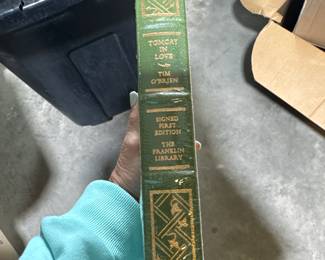 TOMCAT
IN
LOVE
TIM
O'BRIEN
SIGNED
FIRST
EDITION
THE
FRANKLIN
LIBRARY